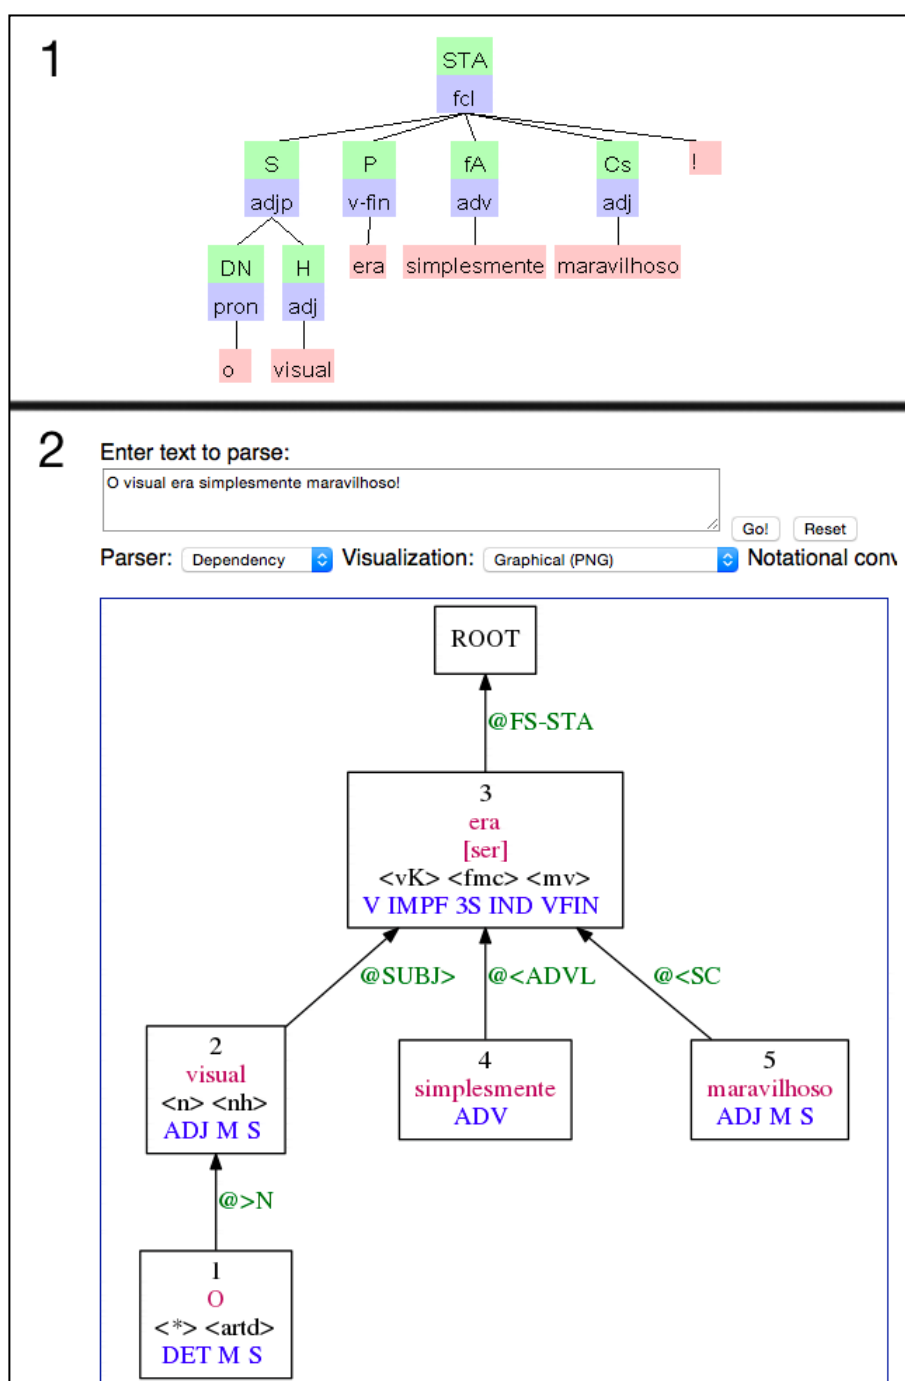 1
STA
fcl
S P fA Cs !
adjp v-fin adv adj
DN H era simplesmente maravilhoso
pron adj
o visual
2
Enter text to parse:
O visual era simplesmente maravilhoso!
Go! Reset
Parser: Dependency Visualization: Graphical (PNG) Notational conv
ROOT
@FS-STA
3
era
[ser]
<vK> <fmc> <mv>
V IMPF 3S IND VFIN
@SUBJ> @<ADVL @<SC
2
visual
<n> <nh>
ADJ M S
4
simplesmente
ADV
5
maravilhoso
ADJ M S
@>N
1
O
<*> <artd>
DET M S